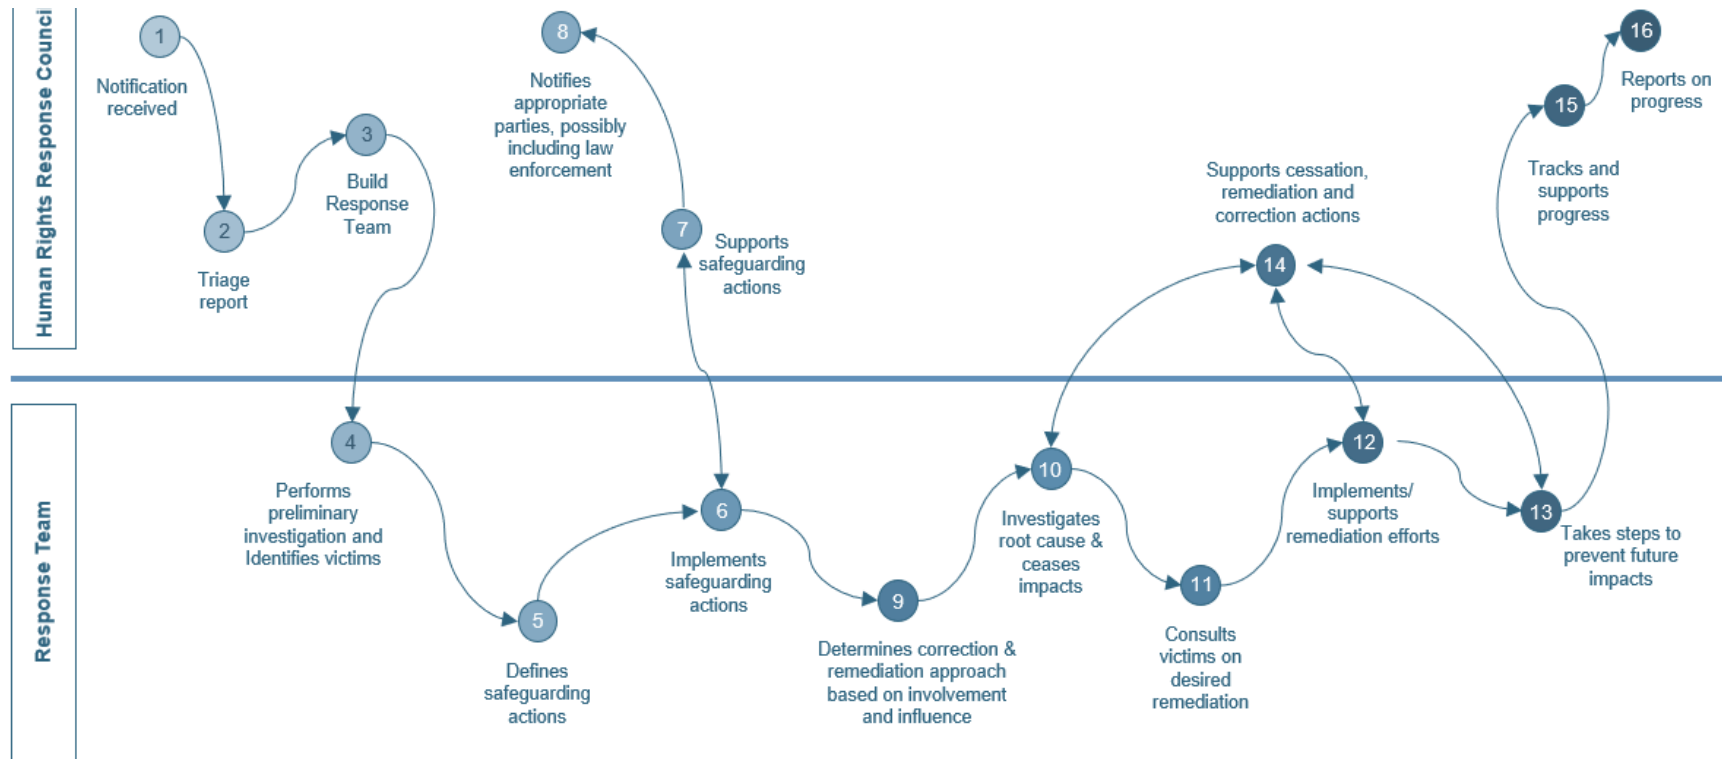 Human Rights Response Counci
1
Notification
received
2
Triage
report
3
Build
Response
Team
8
Notifies
appropriate
parties, possibly
including law
enforcement
7
Supports
safeguarding
actions
Supports cessation,
remediation and
correction actions
14
15
Tracks and
supports
progress
16
Reports on
progress
Response Team
4
Performs
preliminary
investigation and
Identifies victims
5
Defines
safeguarding
actions
6
Implements
safeguarding
actions
9
Determines correction &
remediation approach
based on involvement
and influence
10
Investigates
root cause &
ceases
impacts
11
Consults
victims on
desired
remediation
12
Implements/
supports
remediation efforts
13
Takes steps to
prevent future
impacts